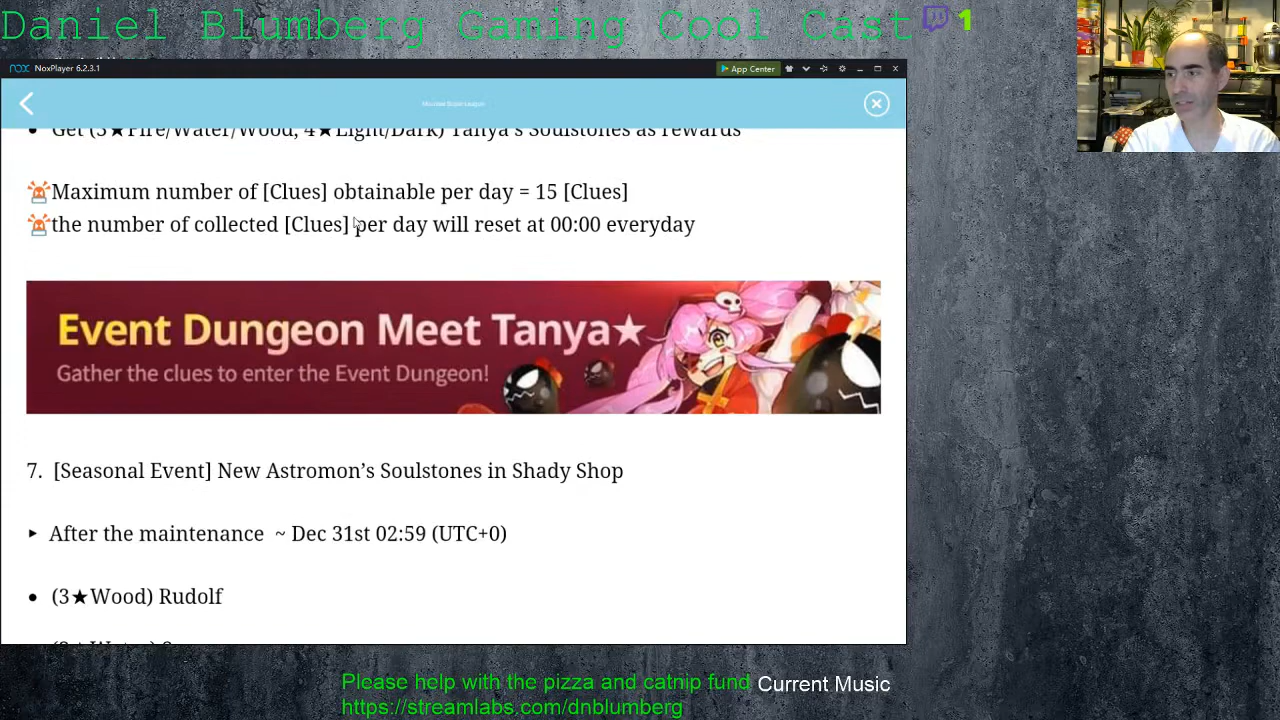 Daniel Blumberg Gaming Cool Cast 1
nox NoxPlayer 6.2.3.1
App Center
Monster Super League
Get (3★Fire/Water/Wood, 4★Light/Dark) Tanya's Soulstones as rewards
Maximum number of [Clues] obtainable per day = 15 [Clues]
the number of collected [Clues] per day will reset at 00:00 everyday
Event Dungeon Meet Tanya★
Gather the clues to enter the Event Dungeon!
7. [Seasonal Event] New Astromon's Soulstones in Shady Shop
▸ After the maintenance ~ Dec 31st 02:59 (UTC+0)
• (3★Wood) Rudolf
Please help with the pizza and catnip fund
Current Music
https://streamlabs.com/dnblumberg